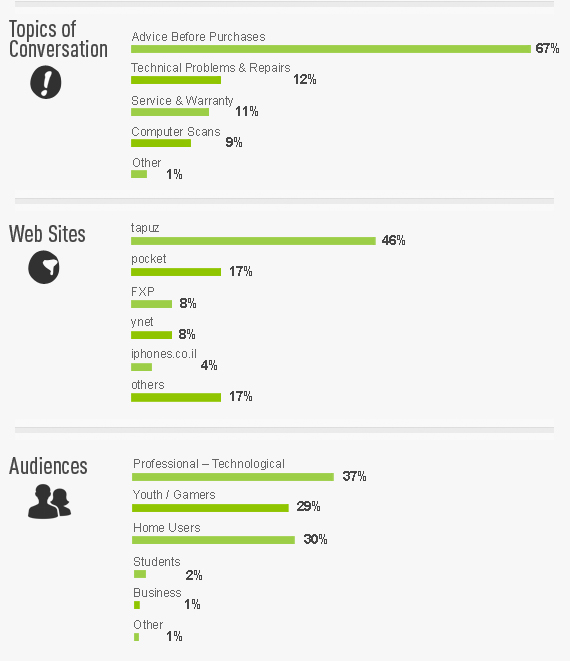 Topics of
Conversation
Advice Before Purchases
67%
Technical Problems & Repairs
12%
Service & Warranty
11%
Computer Scans
9%
Other
1%
Web Sites
tapuz
46%
pocket
17%
FXP
8%
ynet
8%
iphones.co.il
4%
others
17%
Audiences
Professional – Technological
37%
Youth / Gamers
29%
Home Users
30%
Students
2%
Business
1%
Other
1%